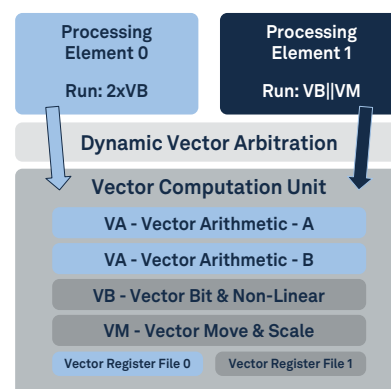 Processing
Element 0
Run: 2xVB
Processing
Element 1
Run: VB||VM
Dynamic Vector Arbitration
Vector Computation Unit
VA - Vector Arithmetic - A
VA - Vector Arithmetic - B
VB - Vector Bit & Non-Linear
VM - Vector Move & Scale
Vector Register File 0
Vector Register File 1